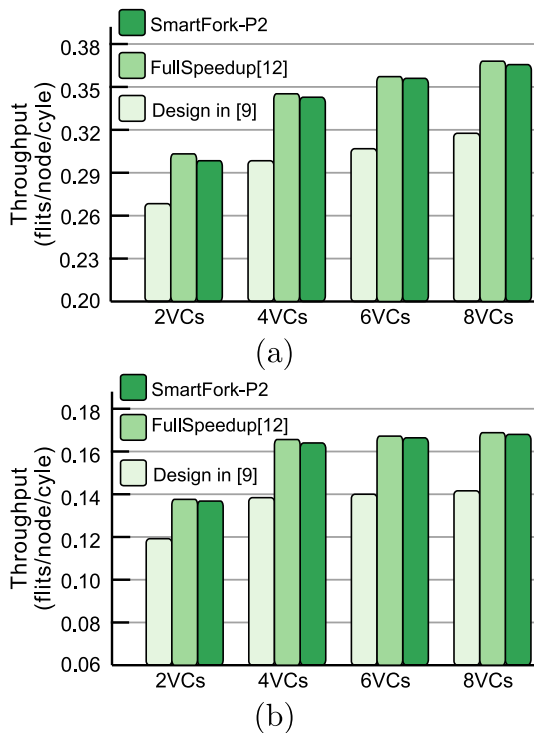 SmartFork-P2
FullSpeedup[12]
Design in [9]
Throughput
(flits/node/cyle)
0.38
0.35
0.32
0.29
0.26
0.23
0.20
2VCs 4VCs 6VCs 8VCs
(a)
SmartFork-P2
FullSpeedup[12]
Design in [9]
Throughput
(flits/node/cyle)
0.18
0.16
0.14
0.12
0.10
0.08
0.06
2VCs 4VCs 6VCs 8VCs
(b)